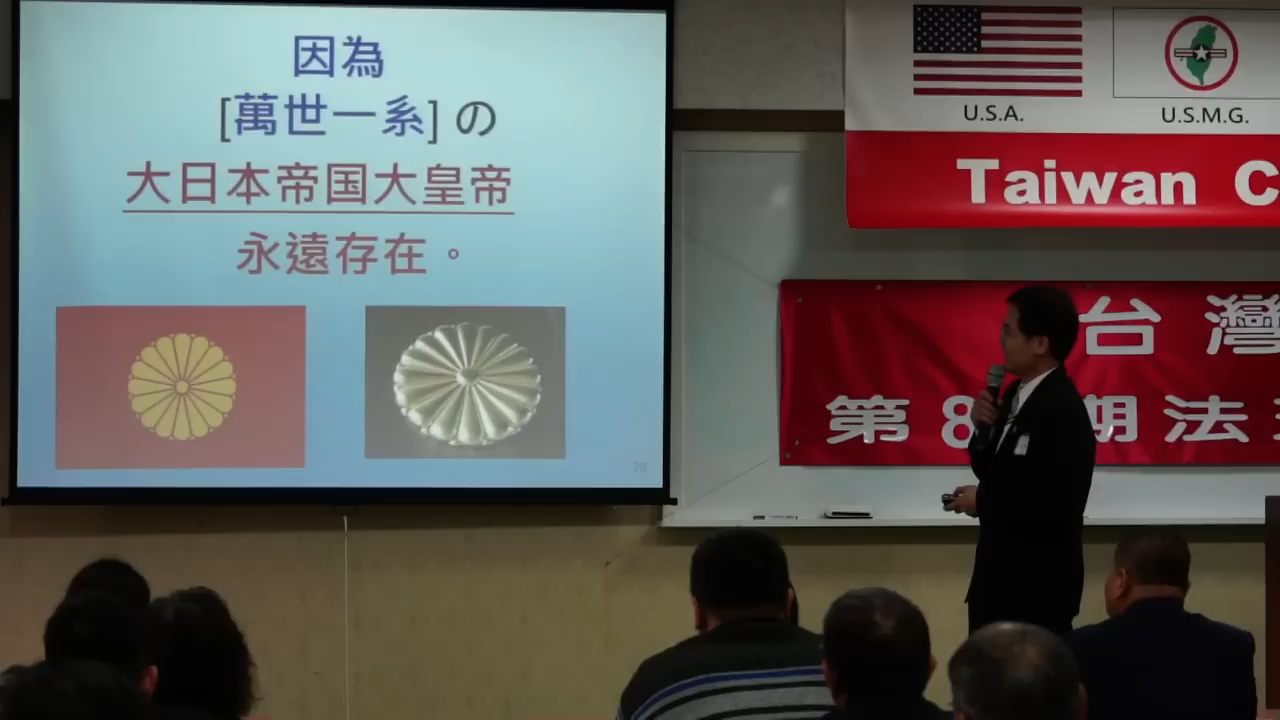 因為
[萬世一系] の
大日本帝国大皇帝
永遠存在。
70
U.S.A.
U.S.M.G.
Taiwan C
台灣
第8 期法